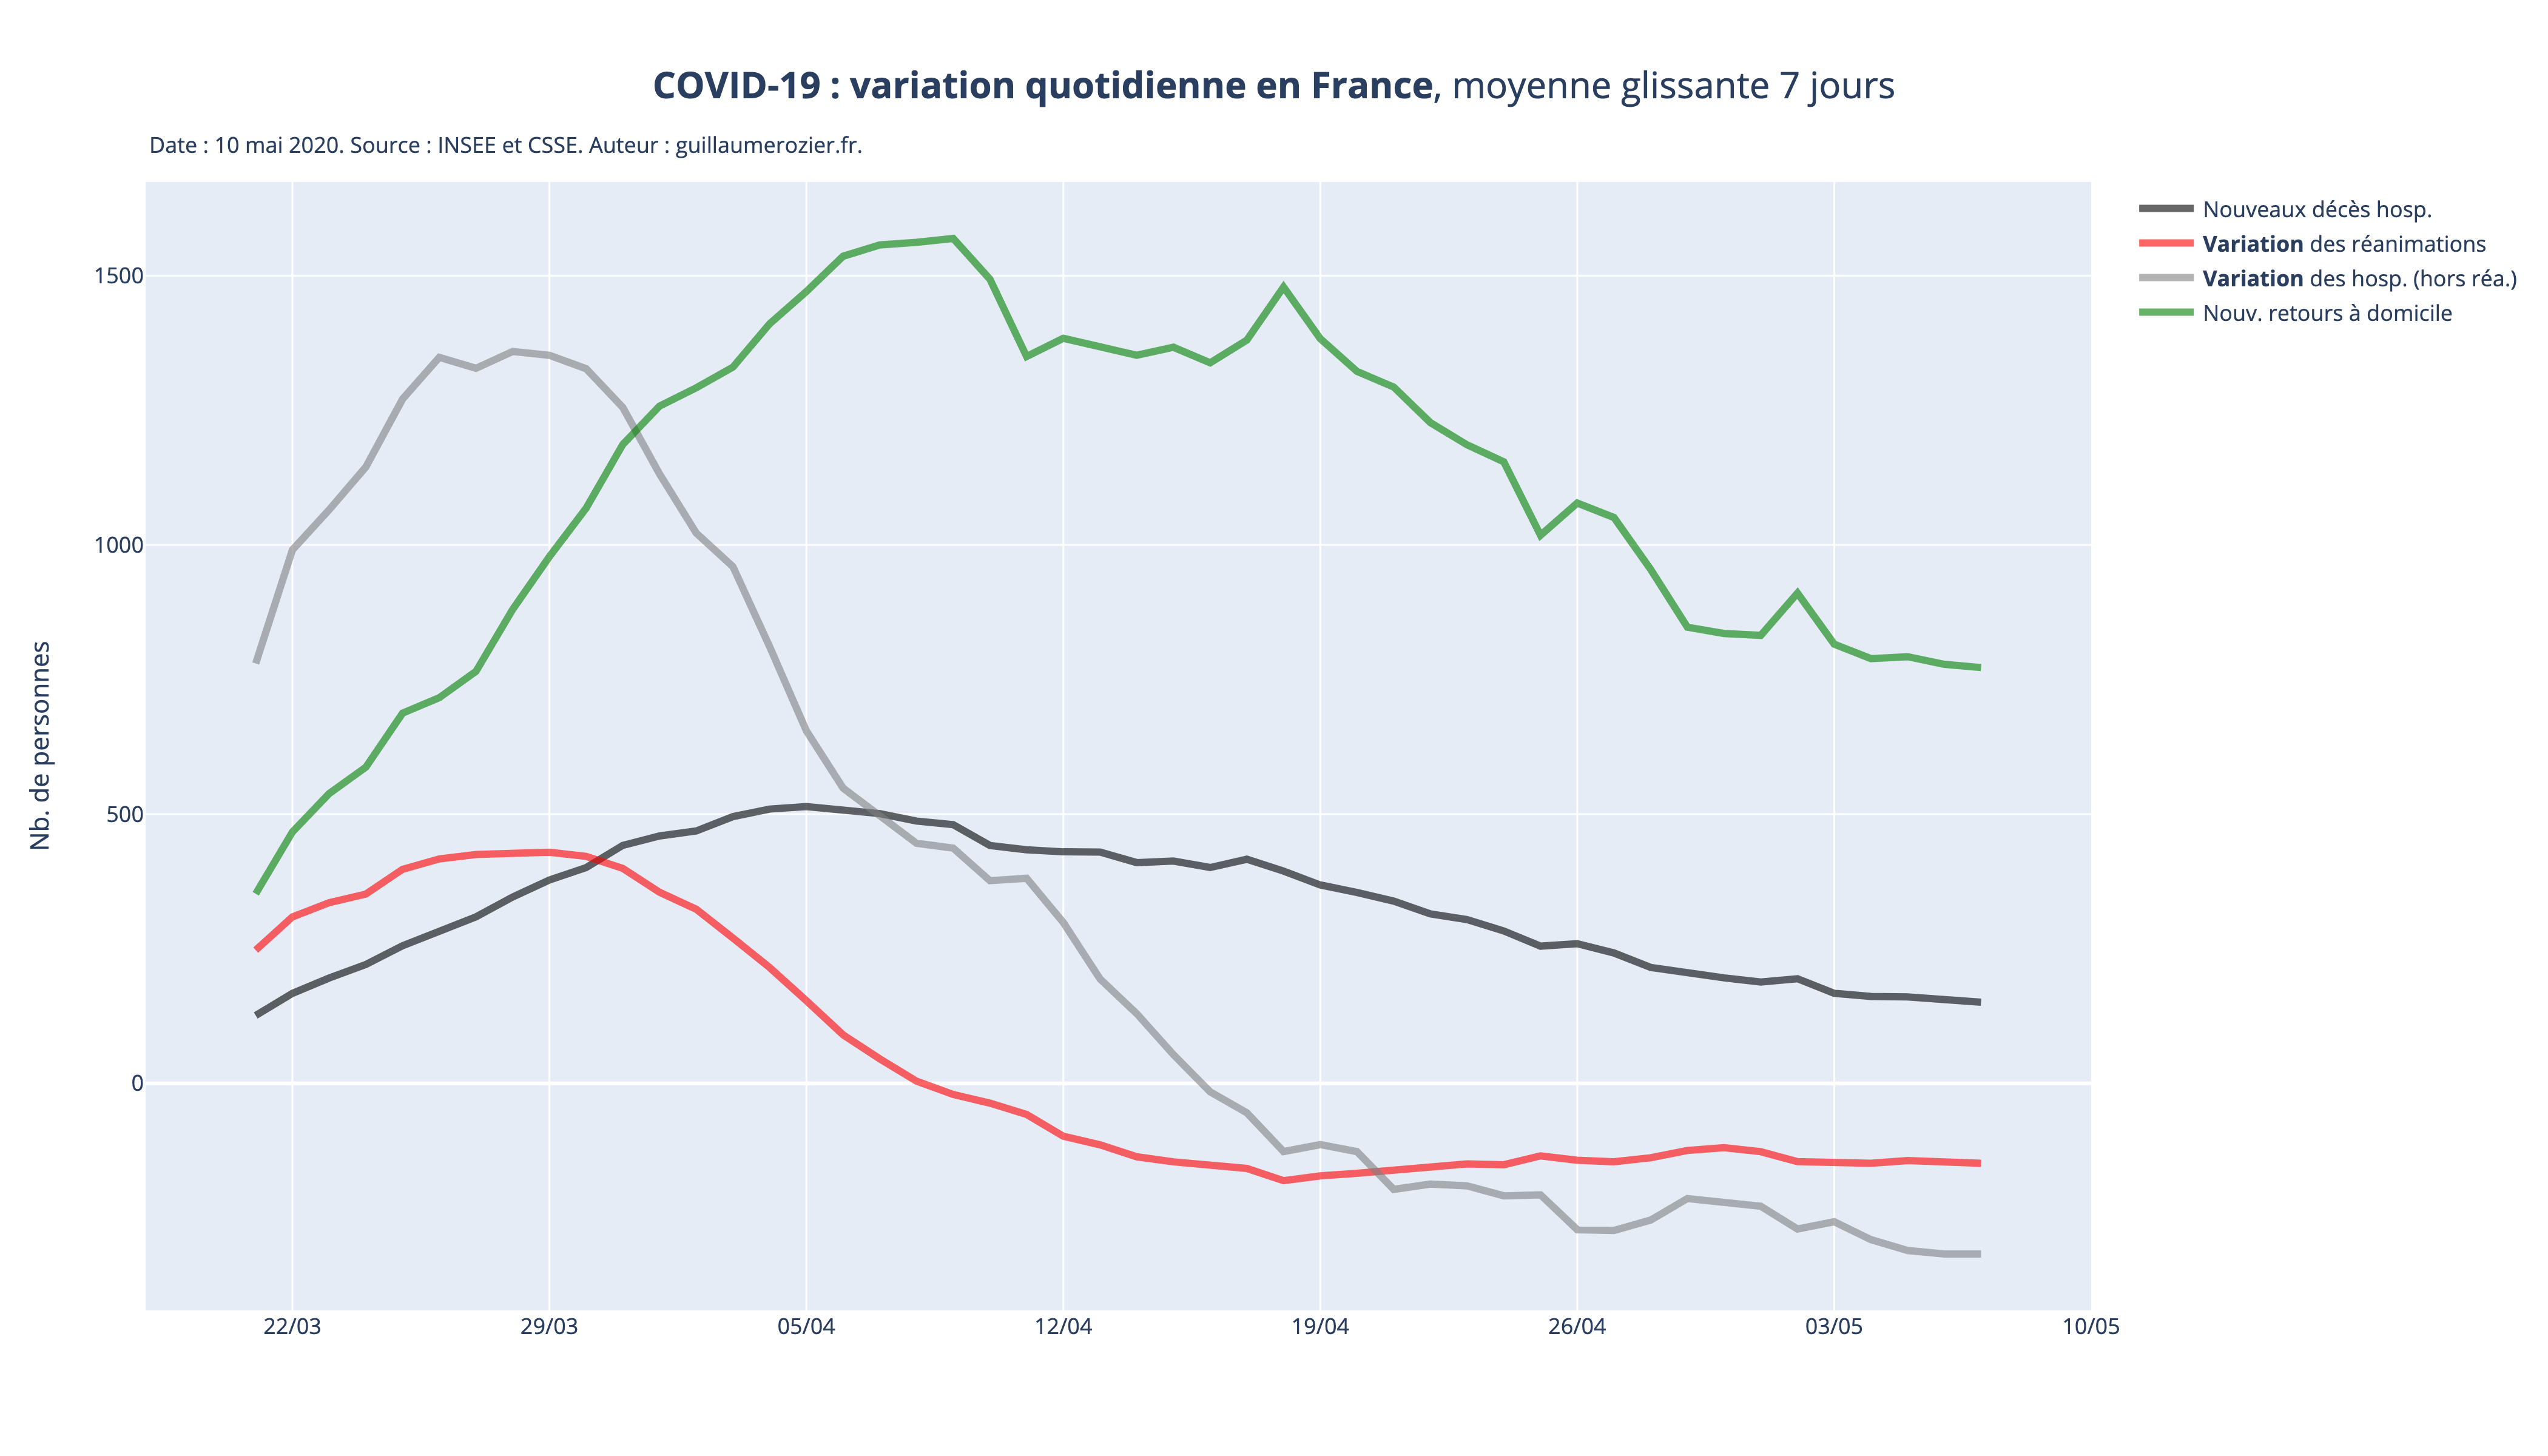 COVID-19 : variation quotidienne en France, moyenne glissante 7 jours
Date : 10 mai 2020. Source : INSEE et CSSE. Auteur : guillaumerozier.fr.
Nouveaux décès hosp.
Variation des réanimations
Variation des hosp. (hors réa.)
Nouv. retours à domicile
Nb. de personnes
1500
1000
500
0
22/03 29/03 05/04 12/04 19/04 26/04 03/05 10/05